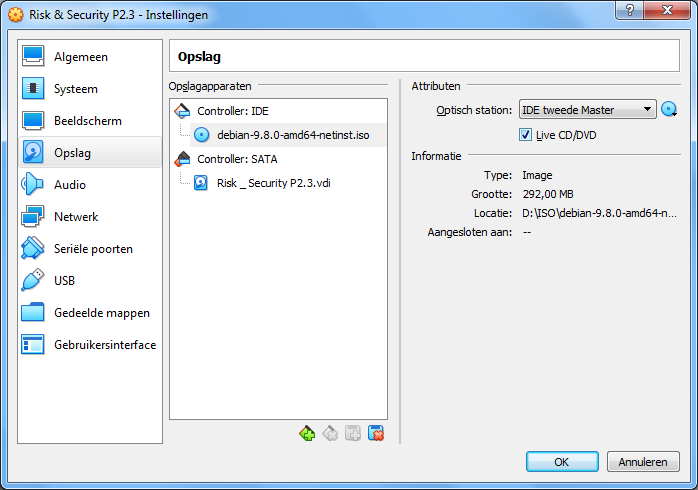 Risk & Security P2.3 - Instellingen
Algemeen
Systeem
Beeldscherm
Opslag
Audio
Netwerk
Seriële poorten
USB
Gedeelde mappen
Gebruikersinterface
Opslag
Opslagapparaten
Controller: IDE
debian-9.8.0-amd64-netinst.iso
Controller: SATA
Risk _ Security P2.3.vdi
Attributen
Optisch station: IDE tweede Master
Live CD/DVD
Informatie
Type: Image
Grootte: 292,00 MB
Locatie: D:\ISO\debian-9.8.0-amd64-n...
Aangesloten aan: --
OK
Annuleren